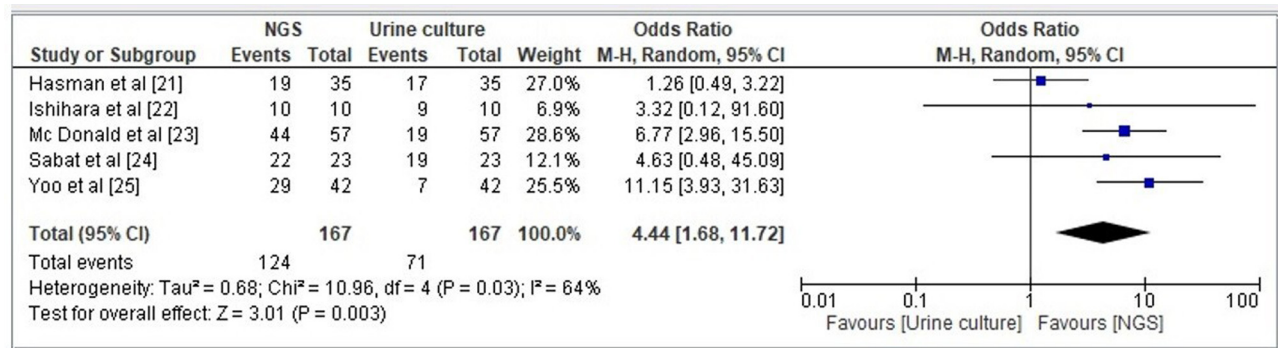 NGS Urine culture Odds Ratio Odds Ratio
Study or Subgroup Events Total Events Total Weight M-H, Random, 95% CI M-H, Random, 95% CI
Hasman et al [21] 19 35 17 35 27.0% 1.26 [0.49, 3.22]
Ishihara et al [22] 10 10 9 10 6.9% 3.32 [0.12, 91.60]
Mc Donald et al [23] 44 57 19 57 28.6% 6.77 [2.96, 15.50]
Sabat et al [24] 22 23 19 23 12.1% 4.63 [0.48, 45.09]
Yoo et al [25] 29 42 7 42 25.5% 11.15 [3.93, 31.63]
Total (95% CI) 167 167 100.0% 4.44 [1.68, 11.72]
Total events 124 71
Heterogeneity: Tau² = 0.68; Chi² = 10.96, df = 4 (P = 0.03); I² = 64%
Test for overall effect: Z = 3.01 (P = 0.003)
0.01 0.1 1 10 100
Favours [Urine culture] Favours [NGS]